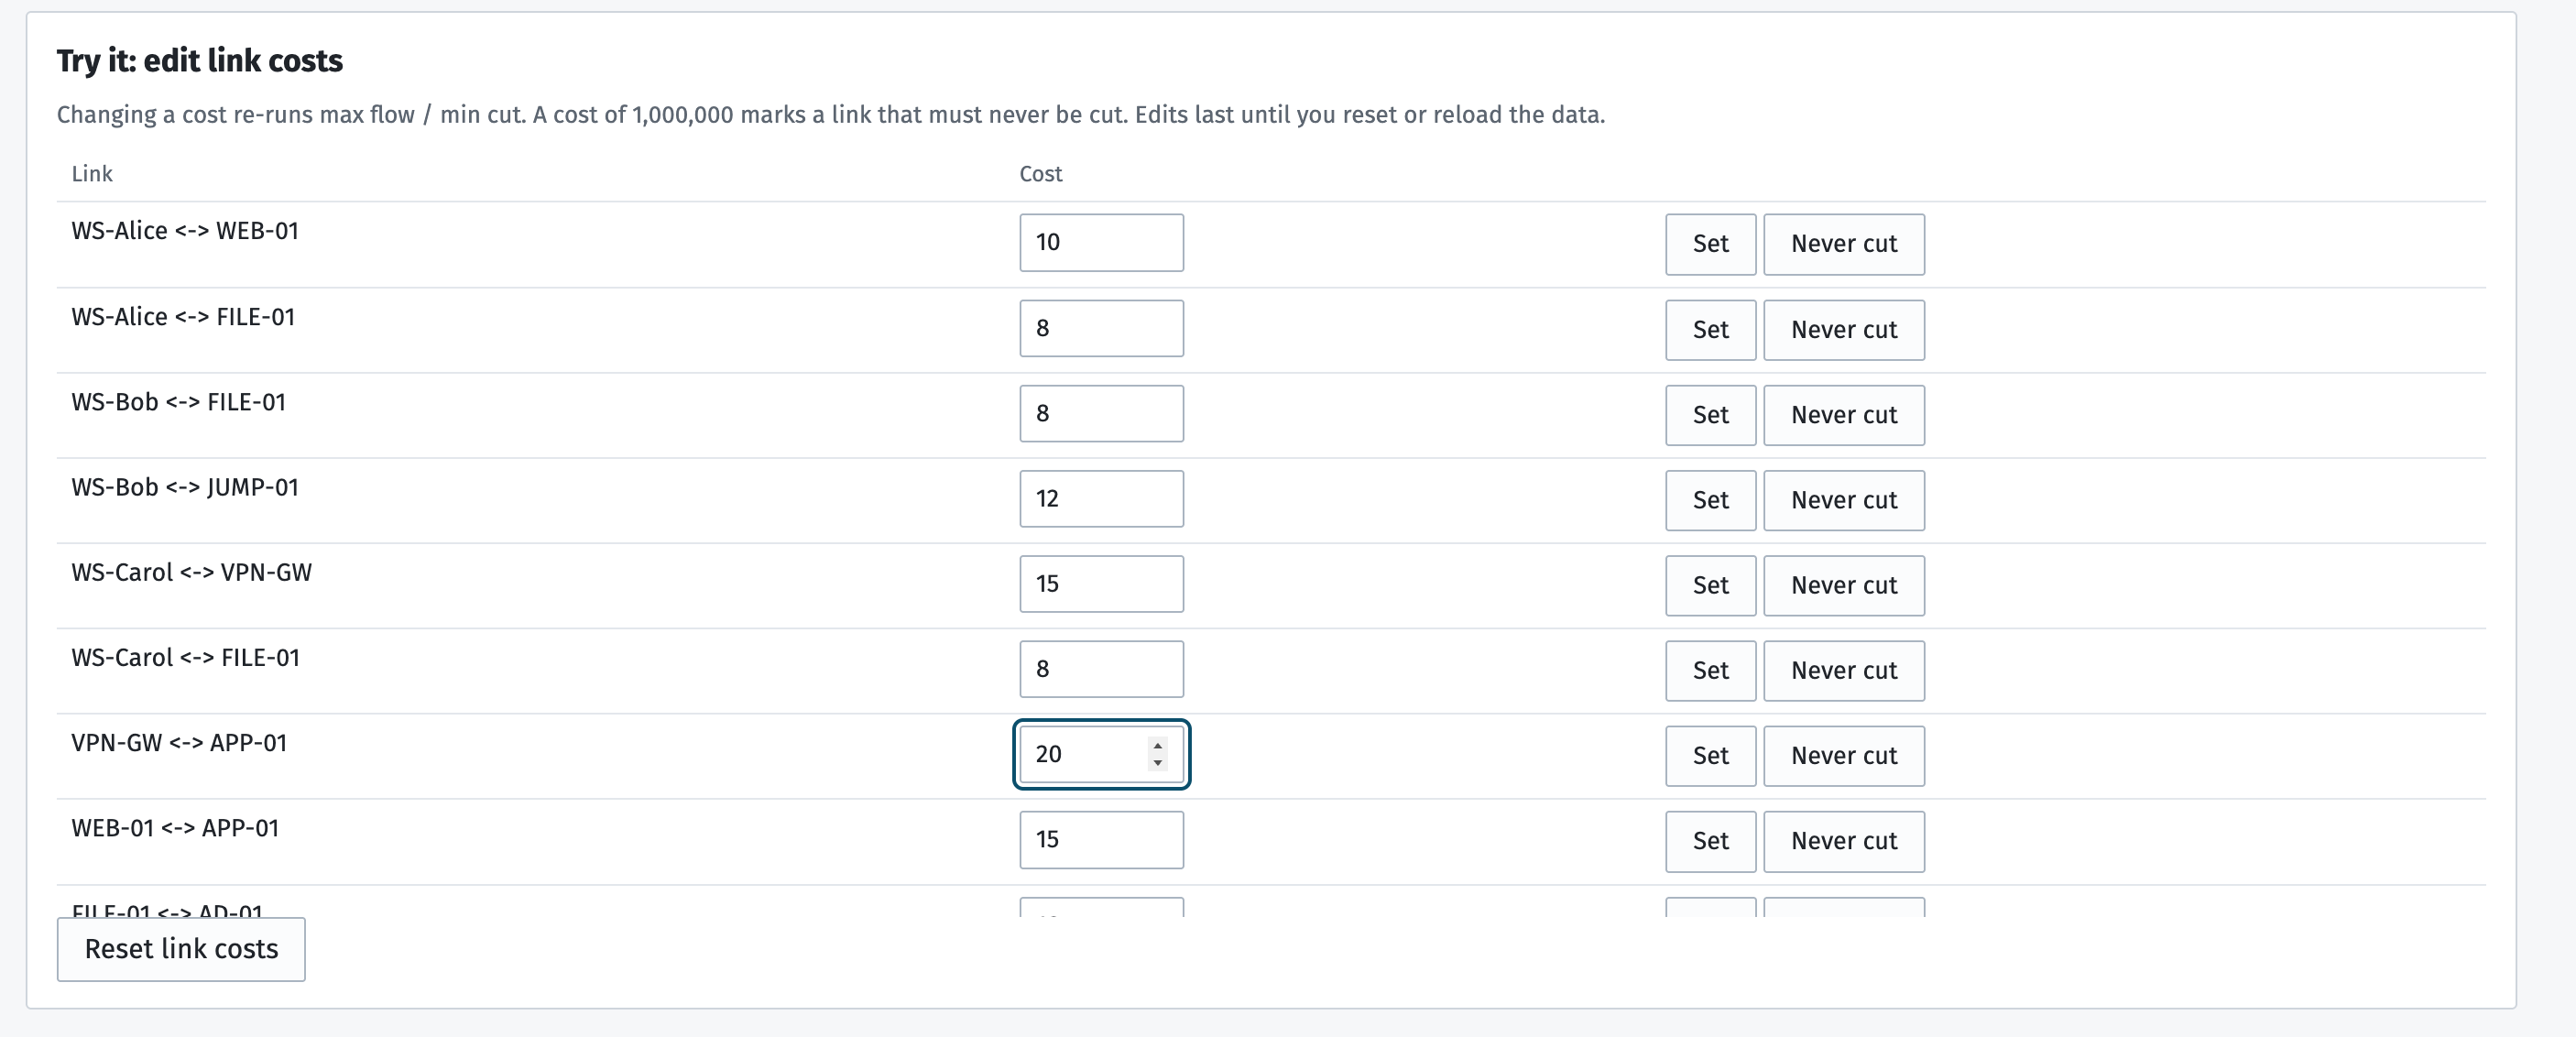 Try it: edit link costs
Changing a cost re-runs max flow / min cut. A cost of 1,000,000 marks a link that must never be cut. Edits last until you reset or reload the data.
Link Cost
WS-Alice <-> WEB-01 10 Set Never cut
WS-Alice <-> FILE-01 8 Set Never cut
WS-Bob <-> FILE-01 8 Set Never cut
WS-Bob <-> JUMP-01 12 Set Never cut
WS-Carol <-> VPN-GW 15 Set Never cut
WS-Carol <-> FILE-01 8 Set Never cut
VPN-GW <-> APP-01 20 Set Never cut
WEB-01 <-> APP-01 15 Set Never cut
FILE-01 <-> AD-01
Reset link costs